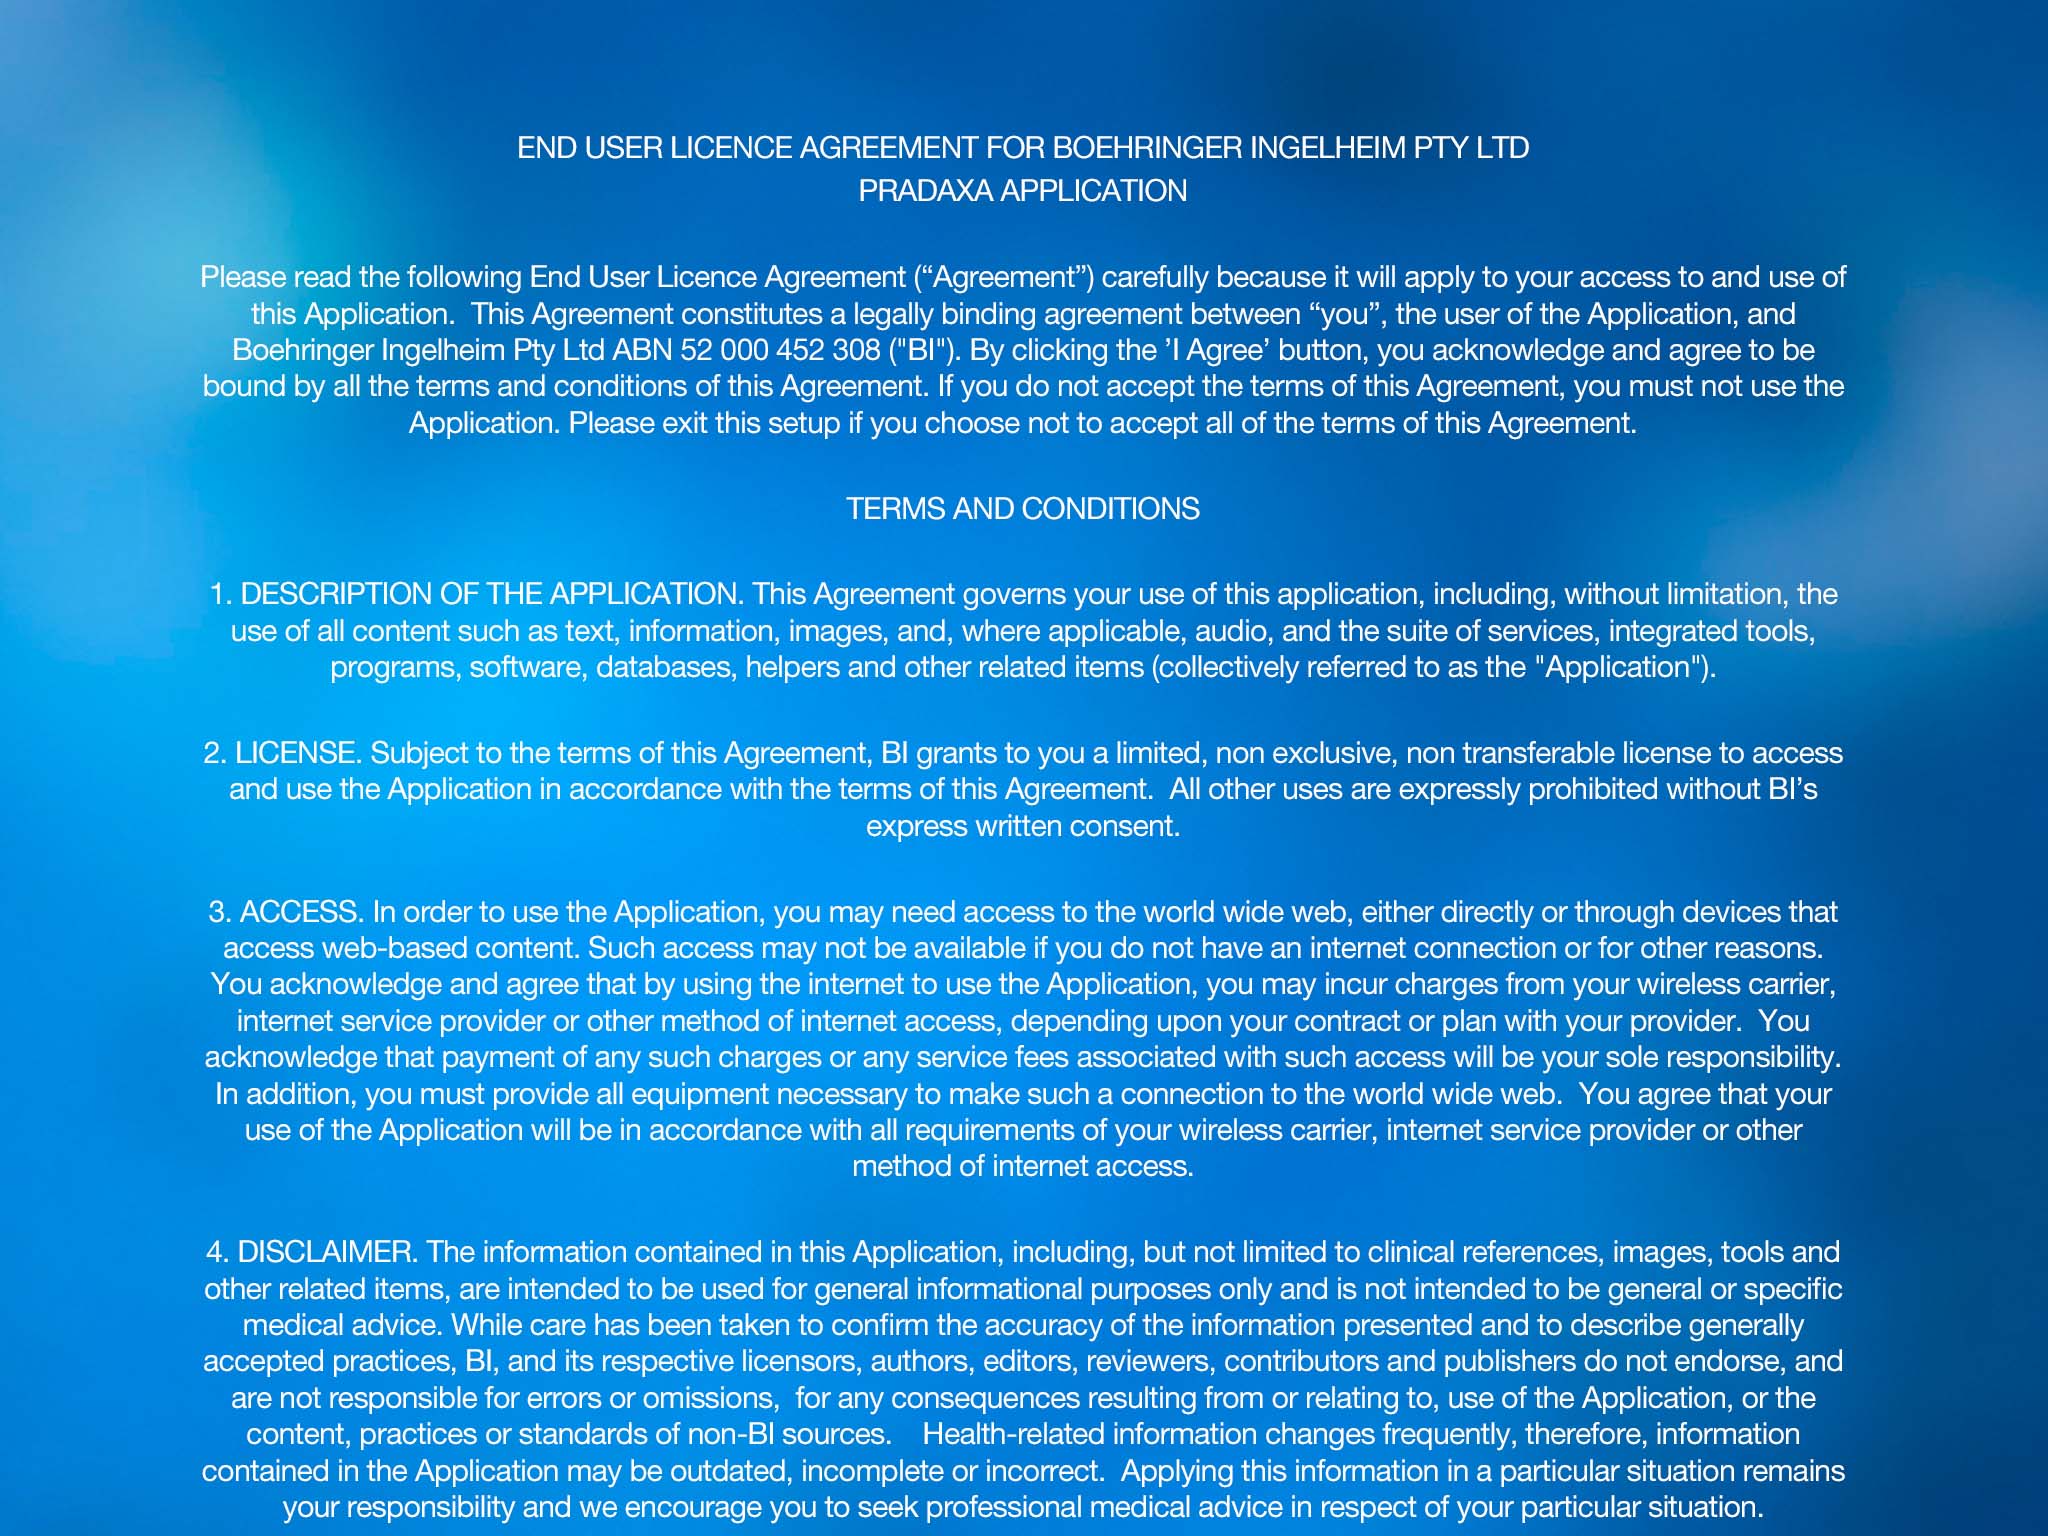 END USER LICENCE AGREEMENT FOR BOEHRINGER INGELHEIM PTY LTD
PRADAXA APPLICATION
Please read the following End User Licence Agreement (“Agreement”) carefully because it will apply to your access to and use of
this Application.  This Agreement constitutes a legally binding agreement between “you”, the user of the Application, and
Boehringer Ingelheim Pty Ltd ABN 52 000 452 308 ("BI"). By clicking the ’I Agree’ button, you acknowledge and agree to be
bound by all the terms and conditions of this Agreement. If you do not accept the terms of this Agreement, you must not use the
Application. Please exit this setup if you choose not to accept all of the terms of this Agreement.
TERMS AND CONDITIONS
1. DESCRIPTION OF THE APPLICATION. This Agreement governs your use of this application, including, without limitation, the
use of all content such as text, information, images, and, where applicable, audio, and the suite of services, integrated tools,
programs, software, databases, helpers and other related items (collectively referred to as the "Application").
2. LICENSE. Subject to the terms of this Agreement, BI grants to you a limited, non exclusive, non transferable license to access
and use the Application in accordance with the terms of this Agreement.  All other uses are expressly prohibited without BI’s
express written consent.
3. ACCESS. In order to use the Application, you may need access to the world wide web, either directly or through devices that
access web-based content. Such access may not be available if you do not have an internet connection or for other reasons.
You acknowledge and agree that by using the internet to use the Application, you may incur charges from your wireless carrier,
internet service provider or other method of internet access, depending upon your contract or plan with your provider.  You
acknowledge that payment of any such charges or any service fees associated with such access will be your sole responsibility.
In addition, you must provide all equipment necessary to make such a connection to the world wide web.  You agree that your
use of the Application will be in accordance with all requirements of your wireless carrier, internet service provider or other
method of internet access.
4. DISCLAIMER. The information contained in this Application, including, but not limited to clinical references, images, tools and
other related items, are intended to be used for general informational purposes only and is not intended to be general or specific
medical advice. While care has been taken to confirm the accuracy of the information presented and to describe generally
accepted practices, BI, and its respective licensors, authors, editors, reviewers, contributors and publishers do not endorse, and
are not responsible for errors or omissions,  for any consequences resulting from or relating to, use of the Application, or the
content, practices or standards of non-BI sources.    Health-related information changes frequently, therefore, information
contained in the Application may be outdated, incomplete or incorrect.  Applying this information in a particular situation remains
your responsibility and we encourage you to seek professional medical advice in respect of your particular situation.